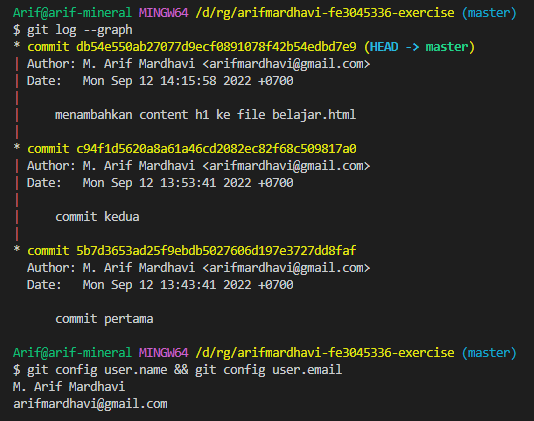 Arif@arif-mineral MINGW64 /d/rg/arifmardhavi-fe3045336-exercise (master)
$ git log --graph
* commit db54e550ab27077d9ecf0891078f42b54edbd7e9 (HEAD -> master)
| Author: M. Arif Mardhavi <arifmardhavi@gmail.com>
| Date:   Mon Sep 12 14:15:58 2022 +0700
|
|     menambahkan content h1 ke file belajar.html
|
* commit c94f1d5620a8a61a46cd2082ec82f68c509817a0
| Author: M. Arif Mardhavi <arifmardhavi@gmail.com>
| Date:   Mon Sep 12 13:53:41 2022 +0700
|
|     commit kedua
|
* commit 5b7d3653ad25f9ebdb5027606d197e3727dd8faf
  Author: M. Arif Mardhavi <arifmardhavi@gmail.com>
  Date:   Mon Sep 12 13:43:41 2022 +0700

      commit pertama

Arif@arif-mineral MINGW64 /d/rg/arifmardhavi-fe3045336-exercise (master)
$ git config user.name && git config user.email
M. Arif Mardhavi
arifmardhavi@gmail.com